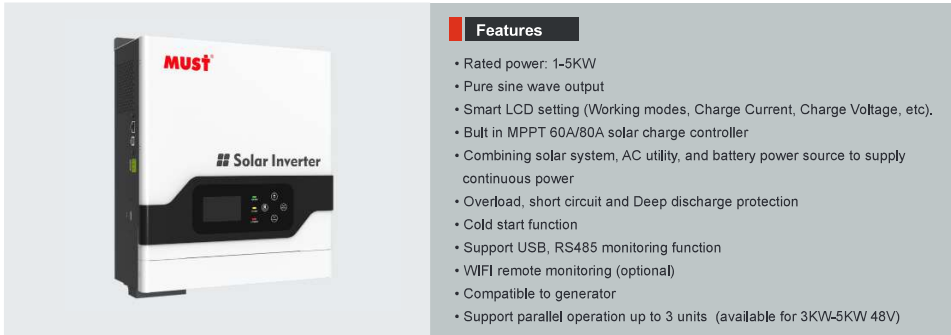 MUST
Solar Inverter
Features
• Rated power: 1-5KW
• Pure sine wave output
• Smart LCD setting (Working modes, Charge Current, Charge Voltage, etc).
• Bult in MPPT 60A/80A solar charge controller
• Combining solar system, AC utility, and battery power source to supply
continuous power
• Overload, short circuit and Deep discharge protection
• Cold start function
• Support USB, RS485 monitoring function
• WIFI remote monitoring (optional)
• Compatible to generator
• Support parallel operation up to 3 units (available for 3KW-5KW 48V)